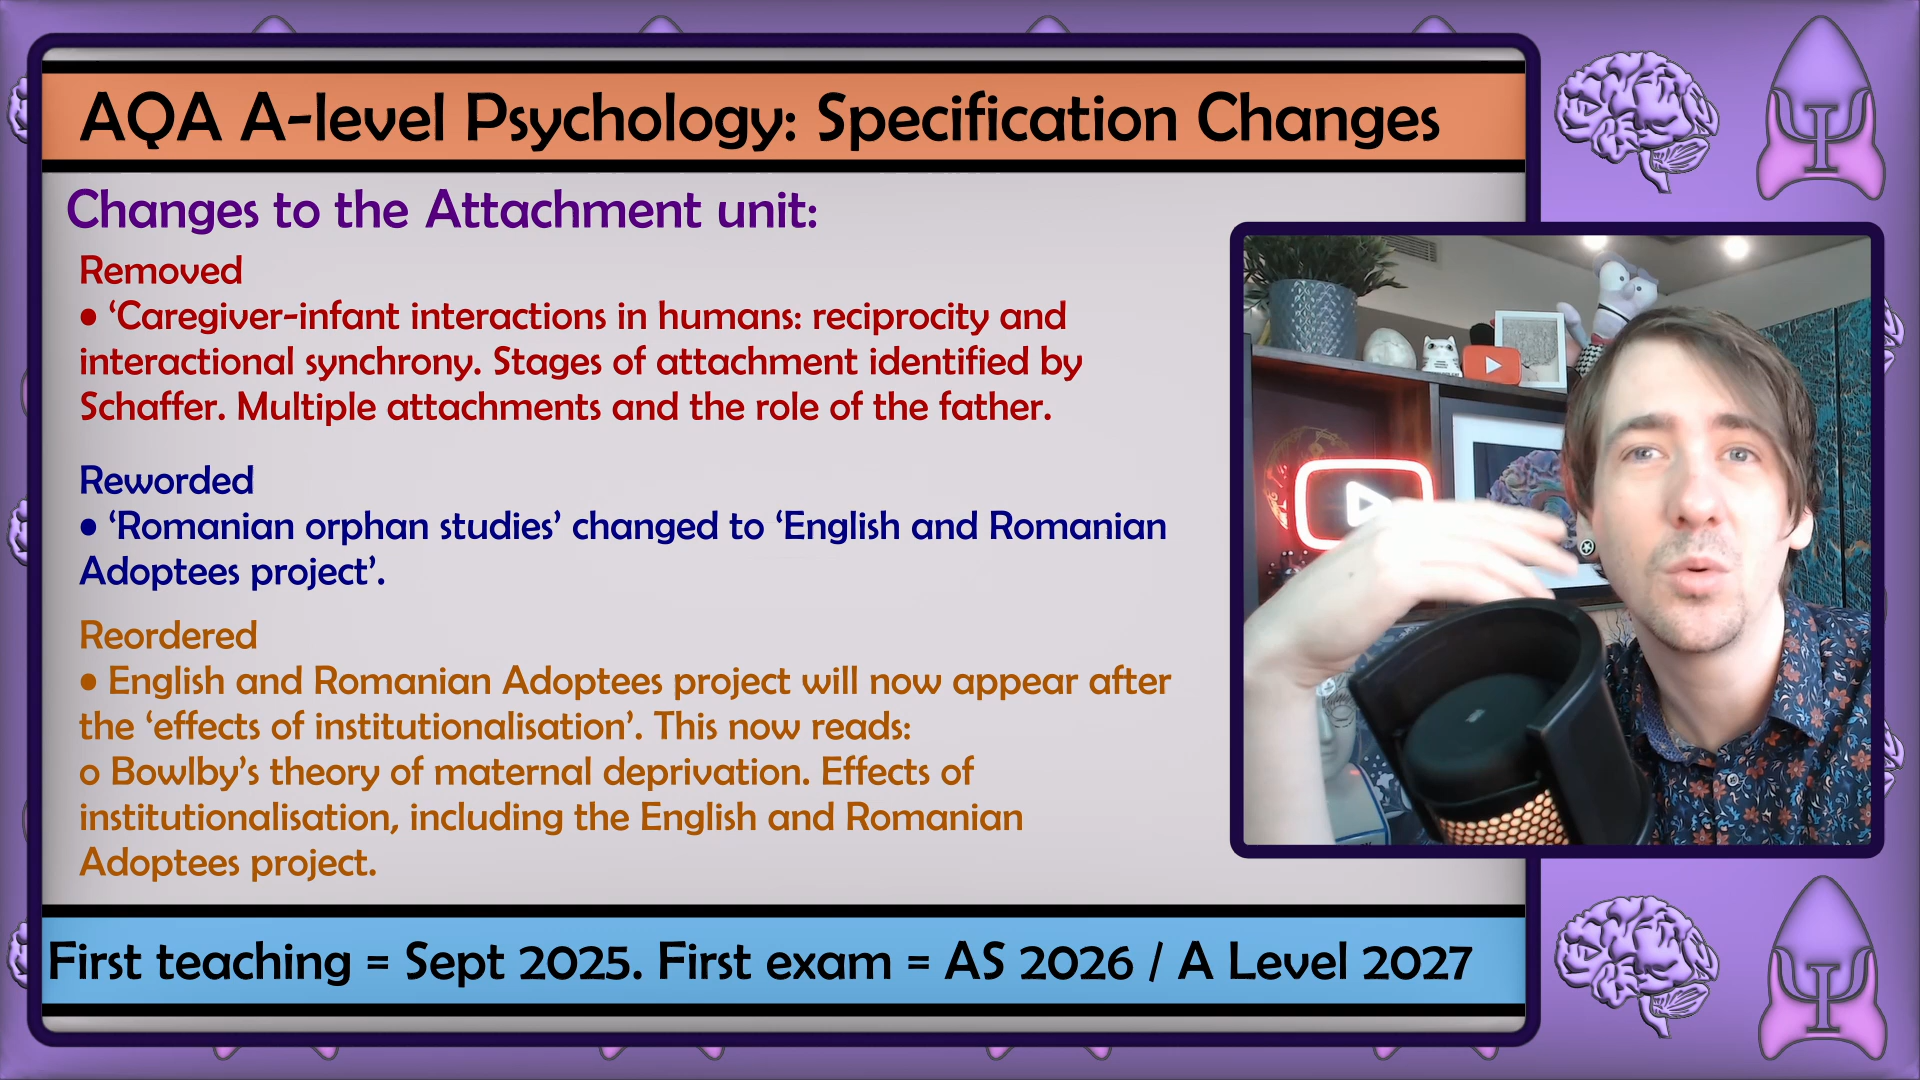 AQA A-level Psychology: Specification Changes
Changes to the Attachment unit:
Removed
• ‘Caregiver-infant interactions in humans: reciprocity and
interactional synchrony. Stages of attachment identified by
Schaffer. Multiple attachments and the role of the father.
Reworded
• ‘Romanian orphan studies’ changed to ‘English and Romanian
Adoptees project’.
Reordered
• English and Romanian Adoptees project will now appear after
the ‘effects of institutionalisation’. This now reads:
o Bowlby’s theory of maternal deprivation. Effects of
institutionalisation, including the English and Romanian
Adoptees project.
First teaching = Sept 2025. First exam = AS 2026 / A Level 2027